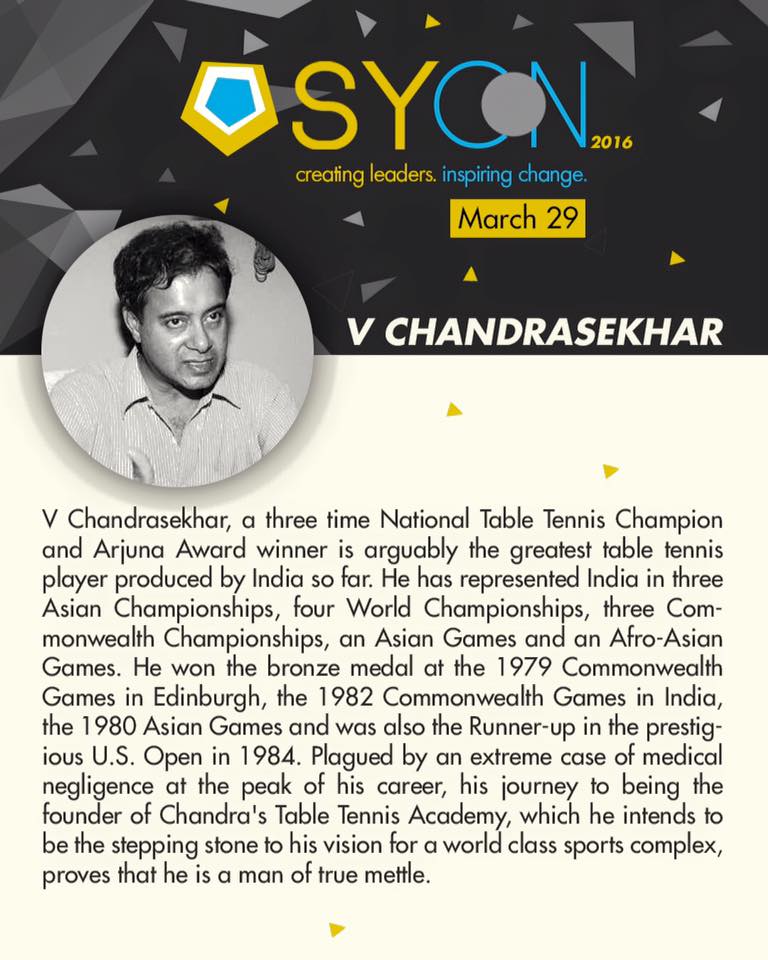 SYON 2016
creating leaders. inspiring change.
March 29
V CHANDRASEKHAR
V Chandrasekhar, a three time National Table Tennis Champion
and Arjuna Award winner is arguably the greatest table tennis
player produced by India so far. He has represented India in three
Asian Championships, four World Championships, three Com-
monwealth Championships, an Asian Games and an Afro-Asian
Games. He won the bronze medal at the 1979 Commonwealth
Games in Edinburgh, the 1982 Commonwealth Games in India,
the 1980 Asian Games and was also the Runner-up in the prestig-
ious U.S. Open in 1984. Plagued by an extreme case of medical
negligence at the peak of his career, his journey to being the
founder of Chandra's Table Tennis Academy, which he intends to
be the stepping stone to his vision for a world class sports complex,
proves that he is a man of true mettle.